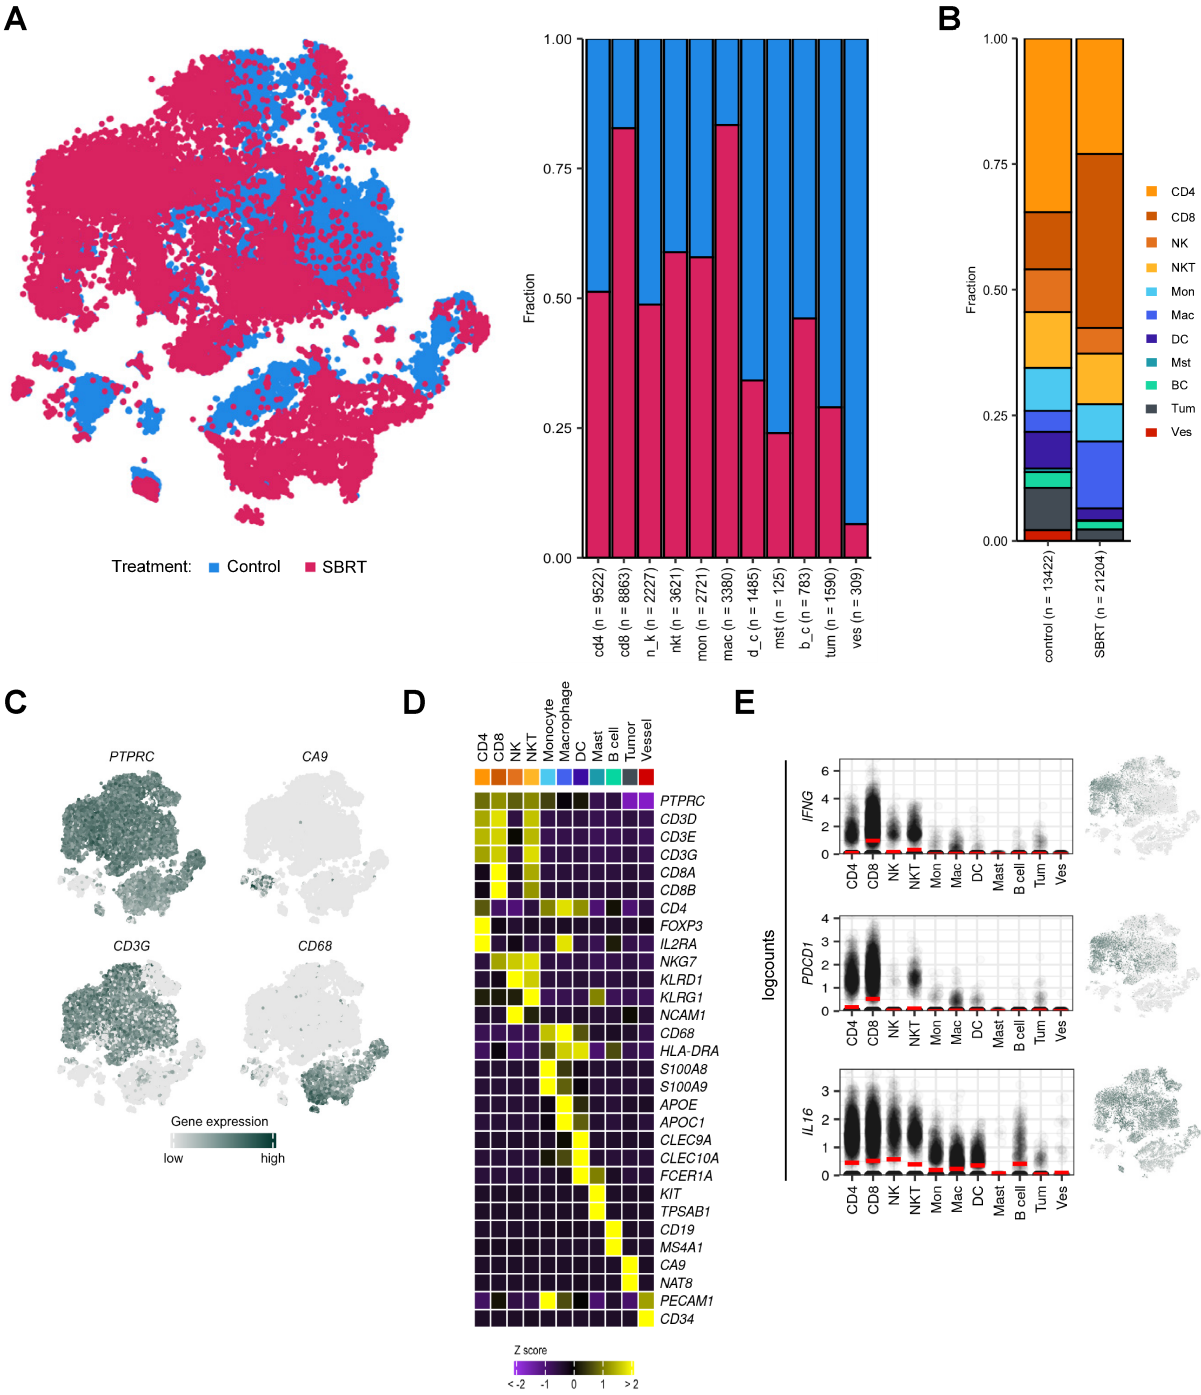 A
1.00
0.75
0.50
0.25
0.00
Fraction
cd4 (n = 9522)
cd8 (n = 8863)
n_k (n = 2227)
nkt (n = 3621)
mon (n = 2721)
mac (n = 3380)
d_c (n = 1485)
mst (n = 125)
b_c (n = 783)
tum (n = 1590)
ves (n = 309)
Treatment: Control SBRT
B
1.00
0.75
0.50
0.25
0.00
Fraction
control (n = 13422)
SBRT (n = 21204)
CD4
CD8
NK
NKT
Mon
Mac
DC
Mst
BC
Tum
Ves
C
PTPRC
CA9
CD3G
CD68
Gene expression
low high
D
CD4
CD8
NK
NKT
Monocyte
Macrophage
DC
Mast
B cell
Tumor
Vessel
PTPRC
CD3D
CD3E
CD3G
CD8A
CD8B
CD4
FOXP3
IL2RA
NKG7
KLRD1
KLRG1
NCAM1
CD68
HLA-DRA
S100A8
S100A9
APOE
APOC1
CLEC9A
CLEC10A
FCER1A
KIT
TPSAB1
CD19
MS4A1
CA9
NAT8
PECAM1
CD34
Z score
< -2 -1 0 1 > 2
E
logcounts
IFNG
6
4
2
0
CD4
CD8
NK
NKT
Mon
Mac
DC
Mast
B cell
Tum
Ves
PDCD1
4
3
2
1
0
CD4
CD8
NK
NKT
Mon
Mac
DC
Mast
B cell
Tum
Ves
IL16
3
2
1
0
CD4
CD8
NK
NKT
Mon
Mac
DC
Mast
B cell
Tum
Ves